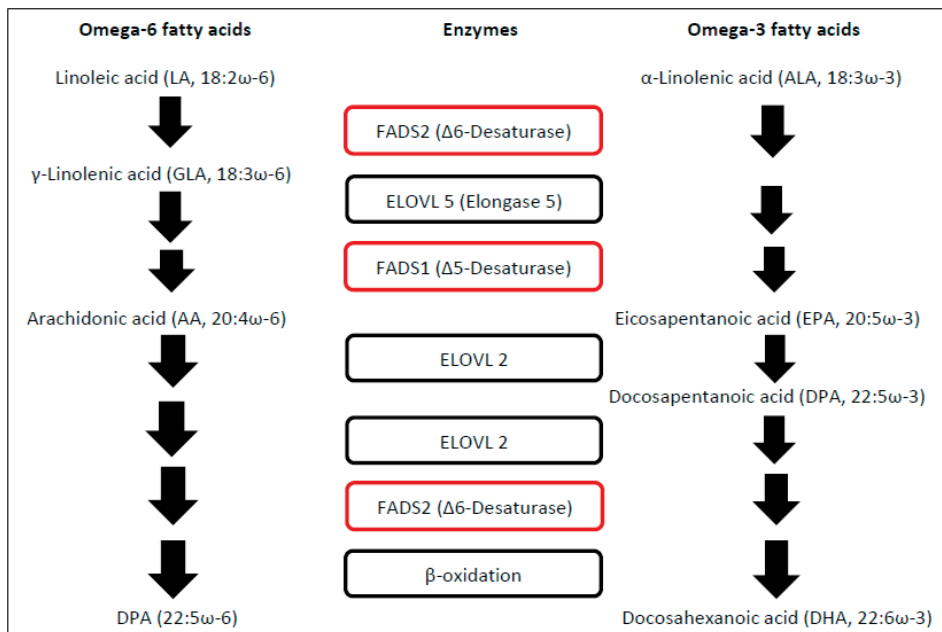 Omega-6 fatty acids Enzymes Omega-3 fatty acids
Linoleic acid (LA, 18:2ω-6) α-Linolenic acid (ALA, 18:3ω-3)
FADS2 (Δ6-Desaturase)
γ-Linolenic acid (GLA, 18:3ω-6)
ELOVL 5 (Elongase 5)
FADS1 (Δ5-Desaturase)
Arachidonic acid (AA, 20:4ω-6) Eicosapentanoic acid (EPA, 20:5ω-3)
ELOVL 2
Docosapentanoic acid (DPA, 22:5ω-3)
ELOVL 2
FADS2 (Δ6-Desaturase)
β-oxidation
DPA (22:5ω-6) Docosahexanoic acid (DHA, 22:6ω-3)